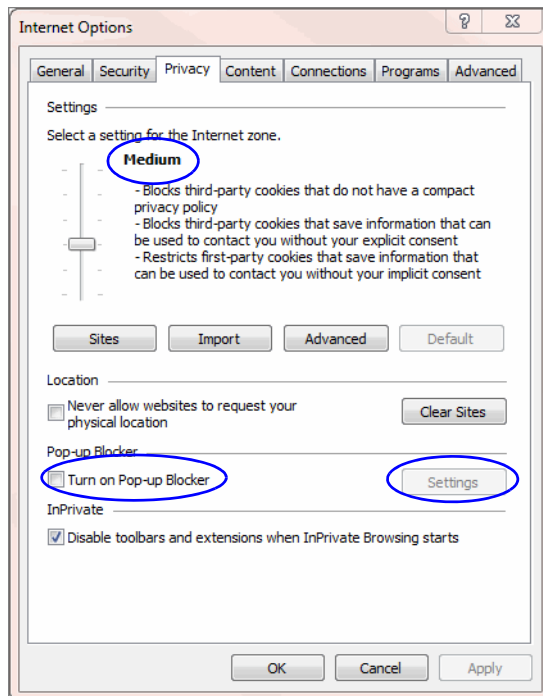 Internet Options
General Security Privacy Content Connections Programs Advanced
Settings
Select a setting for the Internet zone.
Medium
- Blocks third-party cookies that do not have a compact
privacy policy
- Blocks third-party cookies that save information that can
be used to contact you without your explicit consent
- Restricts first-party cookies that save information that
can be used to contact you without your implicit consent
Sites Import Advanced Default
Location
Never allow websites to request your
physical location
Clear Sites
Pop-up Blocker
Turn on Pop-up Blocker Settings
InPrivate
Disable toolbars and extensions when InPrivate Browsing starts
OK Cancel Apply